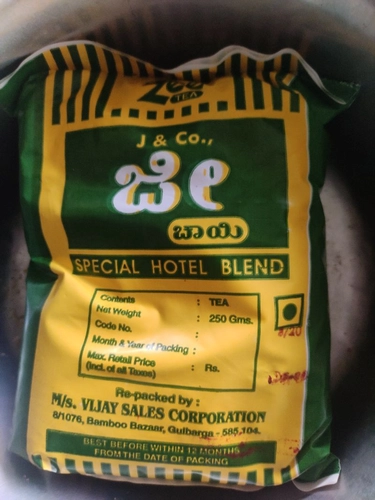 Zee
TEA
J & Co.,
ಜೀ
ಚಾಯಿ
SPECIAL HOTEL BLEND
Contents : TEA
Net Weight : 250 Gms.
Code No. :
Month & Year of Packing :
Max. Retail Price : Rs.
(Incl. of all Taxes)
Re-packed by :
M/s. VIJAY SALES CORPORATION
8/1076, Bamboo Bazaar, Gulbarga - 585 104.
BEST BEFORE WITHIN 12 MONTHS
FROM THE DATE OF PACKING